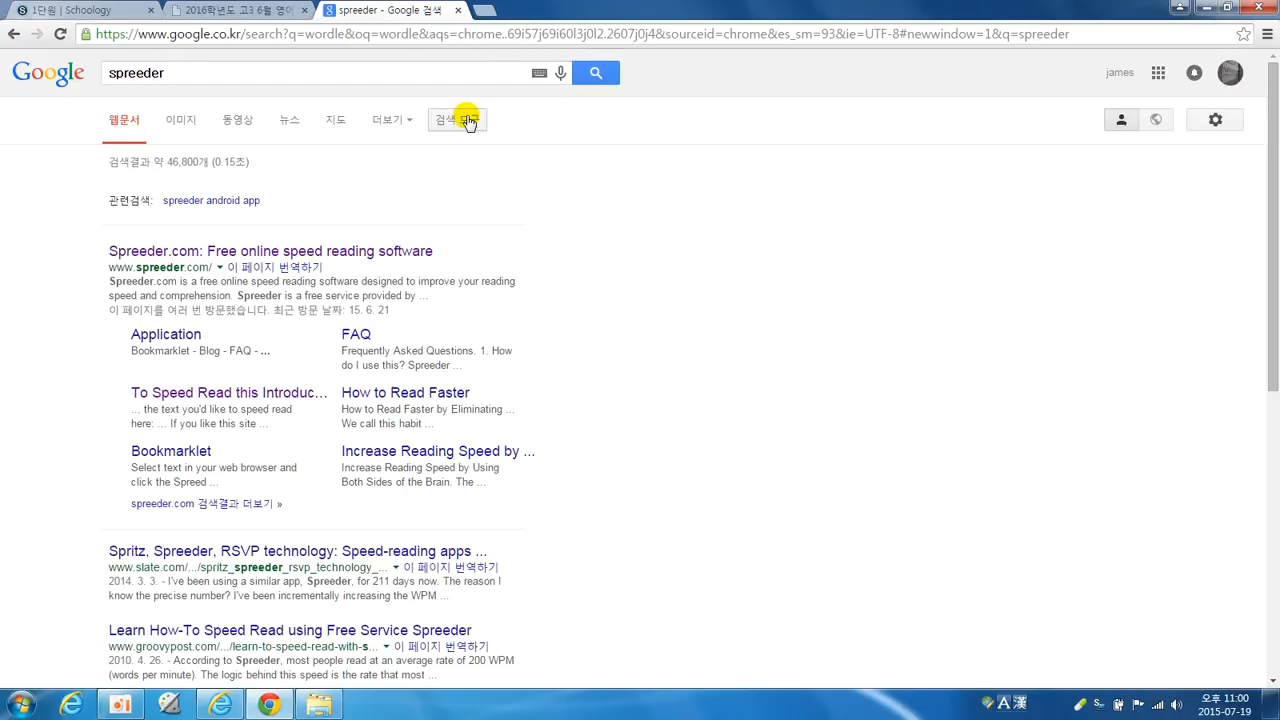 1단원 | Schoology
2016학년도 고3 6월 영어
spreeder - Google 검색
https://www.google.co.kr/search?q=wordle&oq=wordle&aqs=chrome..69i57j69i60l3j0l2.2607j0j4&sourceid=chrome&es_sm=93&ie=UTF-8#newwindow=1&q=spreeder
Google
spreeder
james
웹문서 이미지 동영상 뉴스 지도 더보기 검색
검색결과 약 46,800개 (0.15초)
관련검색: spreeder android app
Spreeder.com: Free online speed reading software
www.spreeder.com/ 이 페이지 번역하기
Spreeder.com is a free online speed reading software designed to improve your reading
speed and comprehension. Spreeder is a free service provided by ...
이 페이지를 여러 번 방문했습니다. 최근 방문 날짜: 15. 6. 21
Application
Bookmarklet - Blog - FAQ - ...
FAQ
Frequently Asked Questions. 1. How
do I use this? Spreeder ...
To Speed Read this Introduc...
... the text you'd like to speed read
here: ... If you like this site ...
How to Read Faster
How to Read Faster by Eliminating ...
We call this habit ...
Bookmarklet
Select text in your web browser and
click the Spreed ...
Increase Reading Speed by ...
Increase Reading Speed by Using
Both Sides of the Brain. The ...
spreeder.com 검색결과 더보기 »
Spritz, Spreeder, RSVP technology: Speed-reading apps ...
www.slate.com/.../spritz_spreeder_rsvp_technology_... 이 페이지 번역하기
2014. 3. 3. - I've been using a similar app, Spreeder, for 211 days now. The reason I
know the precise number? I've been incrementally increasing the WPM ...
Learn How-To Speed Read using Free Service Spreeder
www.groovypost.com/.../learn-to-speed-read-with-s... 이 페이지 번역하기
2010. 4. 26. - According to Spreeder, most people read at an average rate of 200 WPM
(words per minute). The logic behind this speed is the rate that most ...
A 漢
오후 11:00
2015-07-19